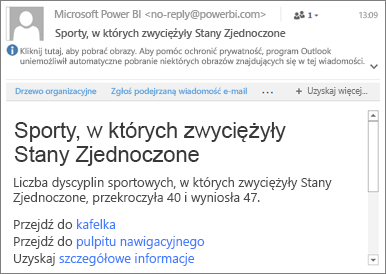 Microsoft Power BI <no-reply@powerbi.com>
1
13:09
Sporty, w których zwyciężyły Stany Zjednoczone
Kliknij tutaj, aby pobrać obrazy. Aby pomóc ochronić prywatność, program Outlook
uniemożliwił automatyczne pobranie niektórych obrazów znajdujących się w tej wiadomości.
Drzewo organizacyjne Zgłoś podejrzaną wiadomość e-mail ... + Uzyskaj więcej...
Sporty, w których zwyciężyły
Stany Zjednoczone
Liczba dyscyplin sportowych, w których zwyciężyły Stany
Zjednoczone, przekroczyła 40 i wyniosła 47.
Przejdź do kafelka
Przejdź do pulpitu nawigacyjnego
Uzyskaj szczegółowe informacje